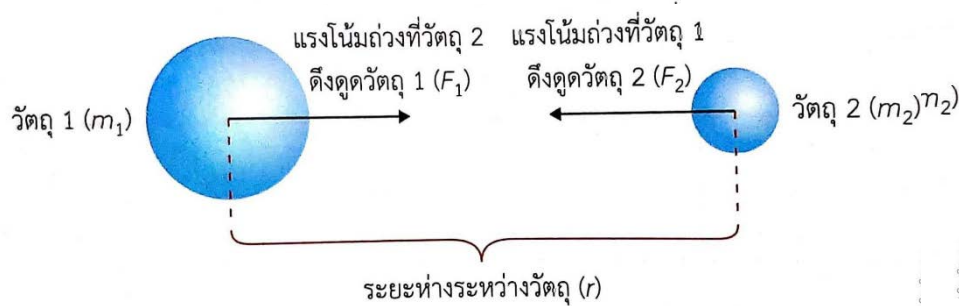 แรงโน้มถ่วงที่วัตถุ 2
ดึงดูดวัตถุ 1 (F₁)
แรงโน้มถ่วงที่วัตถุ 1
ดึงดูดวัตถุ 2 (F₂)
วัตถุ 1 (m₁)
วัตถุ 2 (m₂)m₂)
ระยะห่างระหว่างวัตถุ (r)